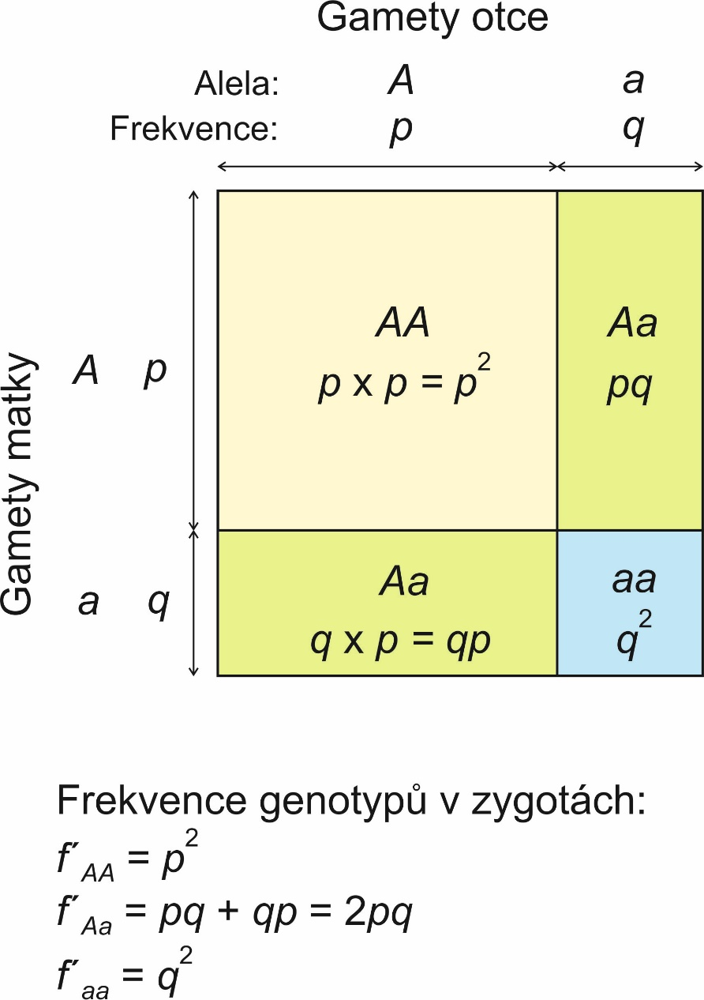 Gamety otce
Alela: A a
Frekvence: p q
Gamety matky
A p
AA
p x p = p²
Aa
pq
a q
Aa
q x p = qp
aa
q²
Frekvence genotypů v zygotách:
f′AA = p²
f′Aa = pq + qp = 2pq
f′aa = q²